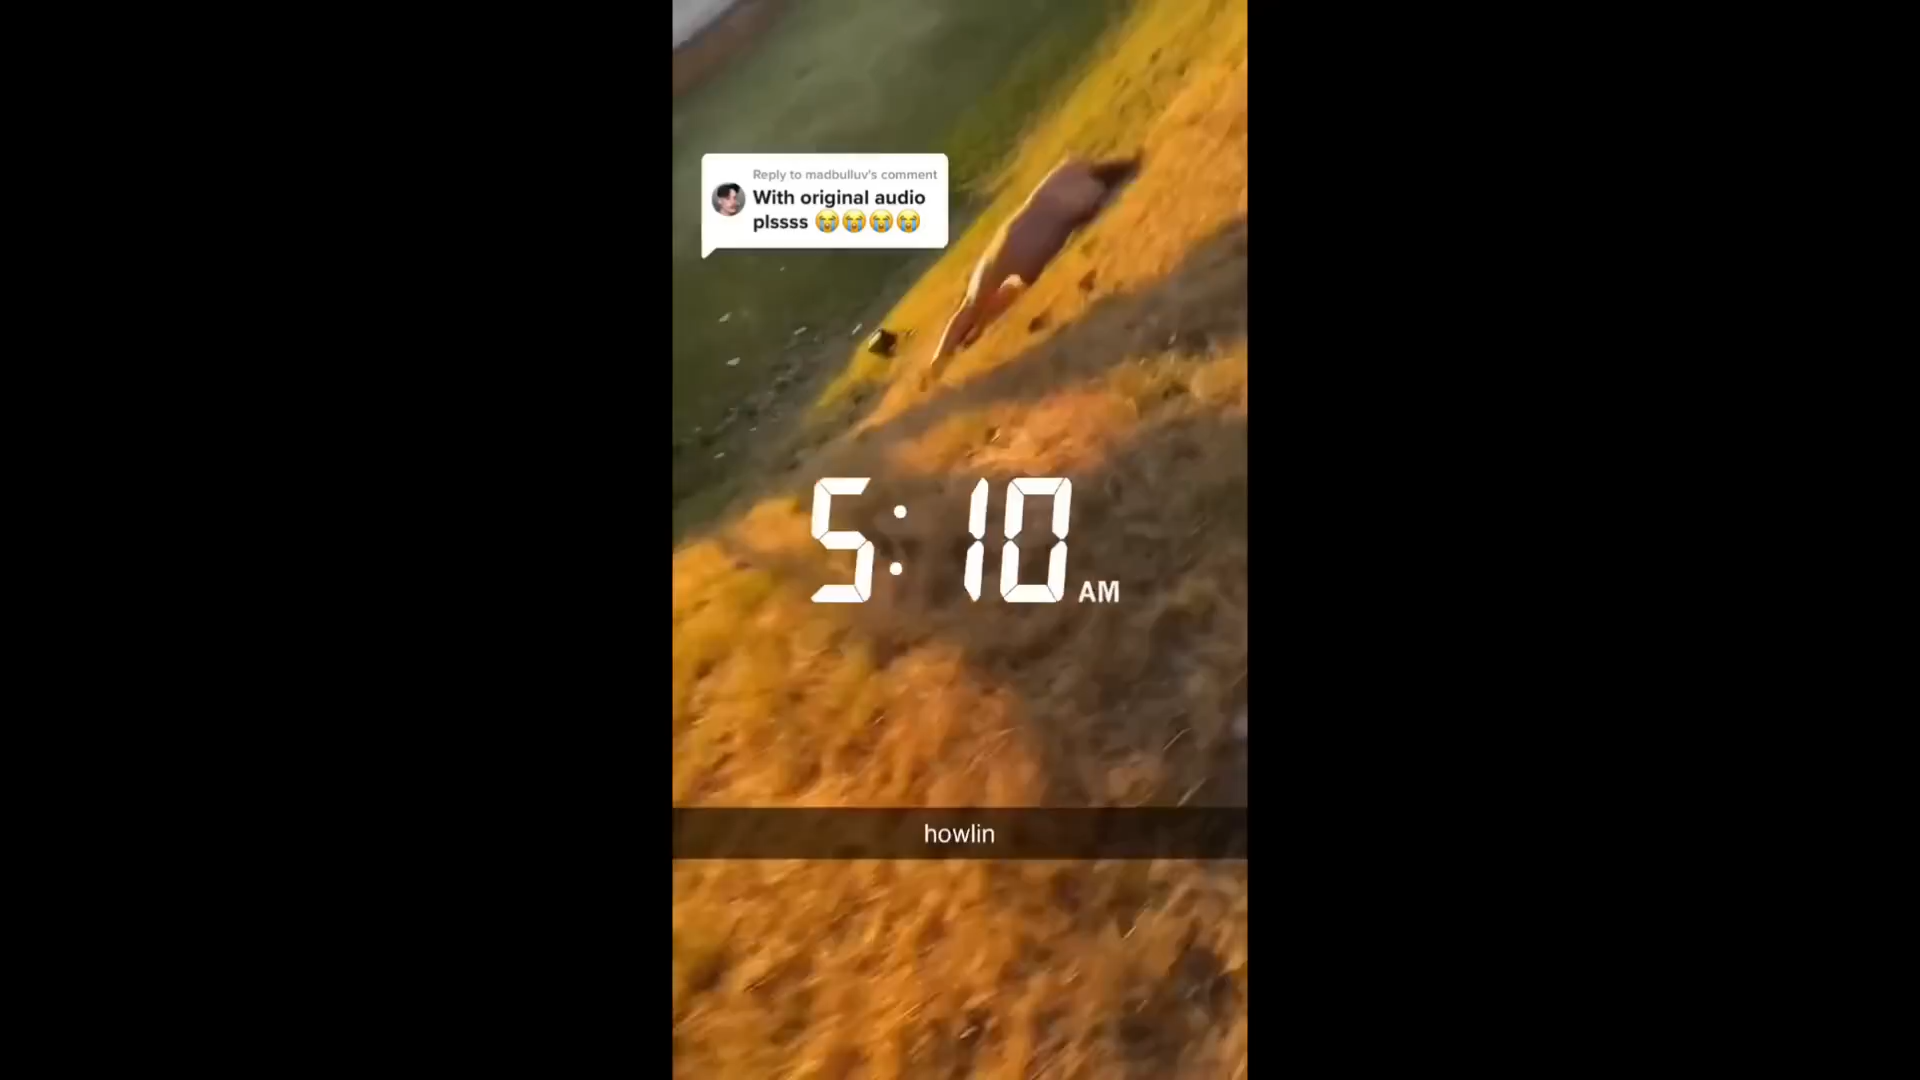 Reply to madbulluv's comment
With original audio
plssss 😭😭😭😭
5:10 AM
howlin